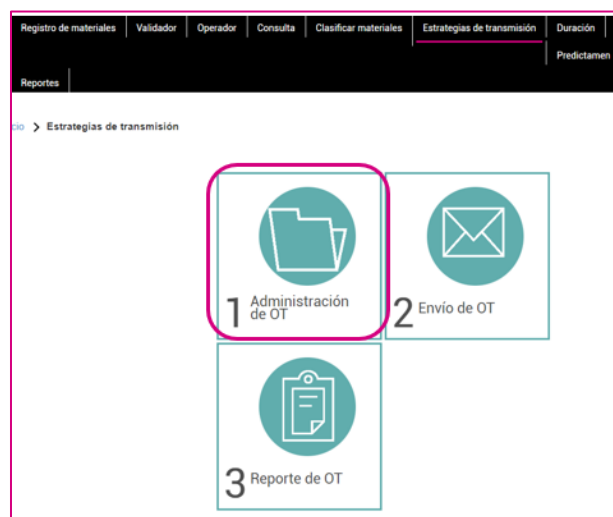 Registro de materiales Validador Operador Consulta Clasificar materiales Estrategias de transmisión Duración
Predictamen
Reportes
cio > Estrategias de transmisión
1 Administración
de OT
2 Envío de OT
3 Reporte de OT